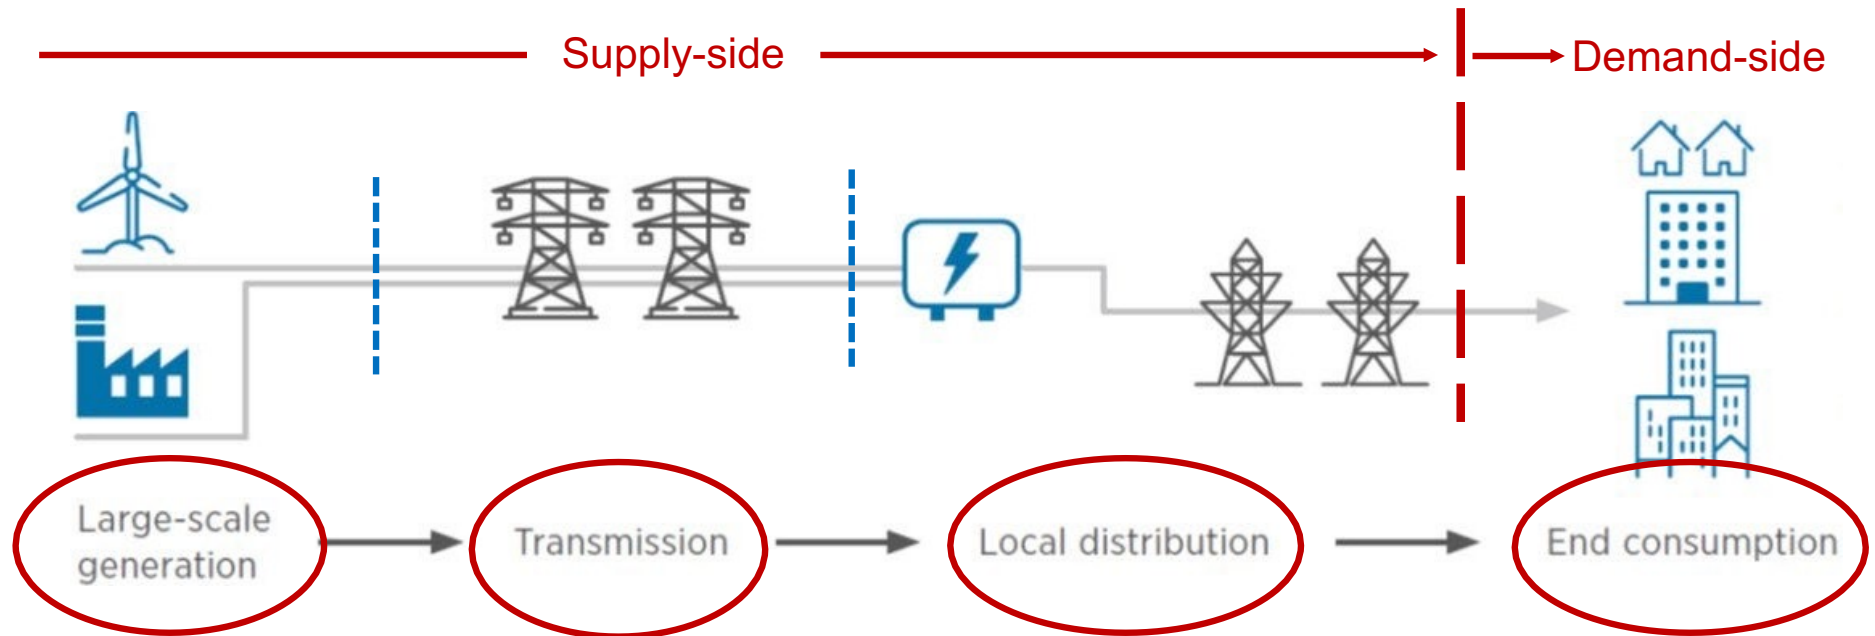 Supply-side
Demand-side
Large-scale
generation
Transmission
Local distribution
End consumption